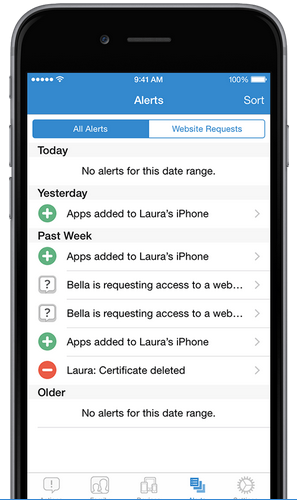 9:41 AM 100%
Alerts Sort
All Alerts Website Requests
Today
No alerts for this date range.
Yesterday
Apps added to Laura's iPhone
Past Week
Apps added to Laura's iPhone
?
Bella is requesting access to a web...
?
Bella is requesting access to a web...
Apps added to Laura's iPhone
Laura: Certificate deleted
Older
No alerts for this date range.